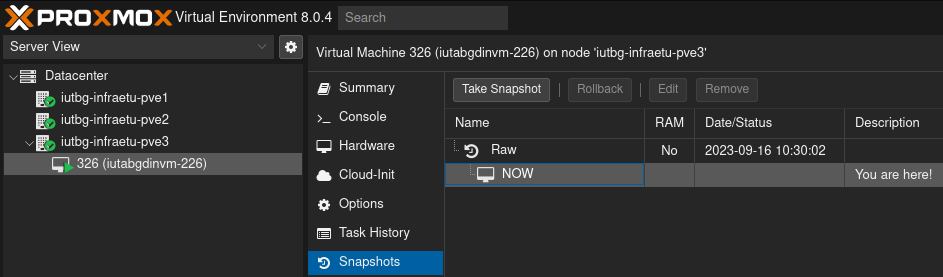 PROXMOX Virtual Environment 8.0.4 Search
Server View
Virtual Machine 326 (iutabgdinvm-226) on node 'iutbg-infraetu-pve3'
Datacenter
iutbg-infraetu-pve1
iutbg-infraetu-pve2
iutbg-infraetu-pve3
326 (iutabgdinvm-226)
Summary
Console
Hardware
Cloud-Init
Options
Task History
Snapshots
Take Snapshot Rollback Edit Remove
Name RAM Date/Status Description
Raw No 2023-09-16 10:30:02
NOW You are here!